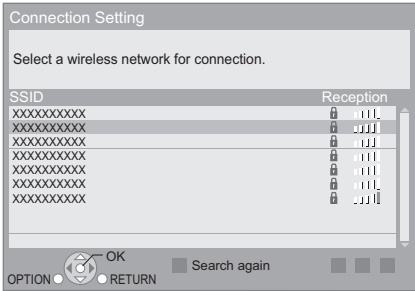 Connection Setting
Select a wireless network for connection.
SSID Reception
XXXXXXXXXX
XXXXXXXXXX
XXXXXXXXXX
XXXXXXXXXX
XXXXXXXXXX
XXXXXXXXXX
XXXXXXXXXX
OK
Search again
OPTION RETURN